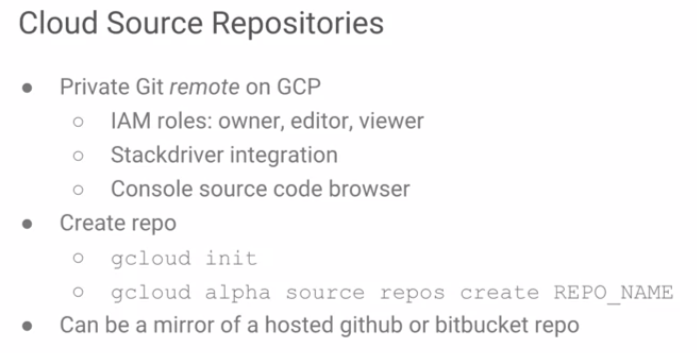 Cloud Source Repositories
● Private Git remote on GCP
○ IAM roles: owner, editor, viewer
○ Stackdriver integration
○ Console source code browser
● Create repo
○ gcloud init
○ gcloud alpha source repos create REPO_NAME
● Can be a mirror of a hosted github or bitbucket repo